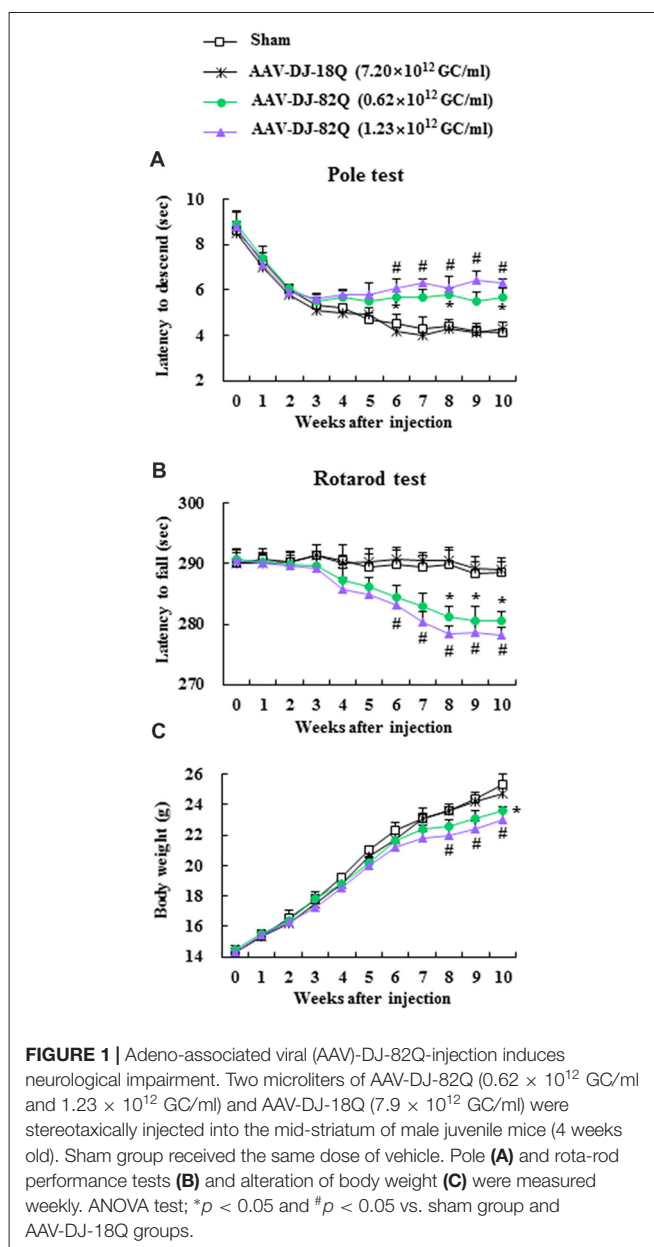 Sham
AAV-DJ-18Q (7.20×10¹² GC/ml)
AAV-DJ-82Q (0.62×10¹² GC/ml)
AAV-DJ-82Q (1.23×10¹² GC/ml)
A
Pole test
Latency to descend (sec)
10
8
6
4
2
# # # # #
* * *
0 1 2 3 4 5 6 7 8 9 10
Weeks after injection
B
Rotarod test
Latency to fall (sec)
300
290
280
270
* * *
# # # # #
0 1 2 3 4 5 6 7 8 9 10
Weeks after injection
C
Body weight (g)
26
24
22
20
18
16
14
*
# # #
0 1 2 3 4 5 6 7 8 9 10
Weeks after injection
FIGURE 1 | Adeno-associated viral (AAV)-DJ-82Q-injection induces
neurological impairment. Two microliters of AAV-DJ-82Q (0.62 × 10¹² GC/ml
and 1.23 × 10¹² GC/ml) and AAV-DJ-18Q (7.9 × 10¹² GC/ml) were
stereotaxically injected into the mid-striatum of male juvenile mice (4 weeks
old). Sham group received the same dose of vehicle. Pole (A) and rota-rod
performance tests (B) and alteration of body weight (C) were measured
weekly. ANOVA test; *p < 0.05 and #p < 0.05 vs. sham group and
AAV-DJ-18Q groups.